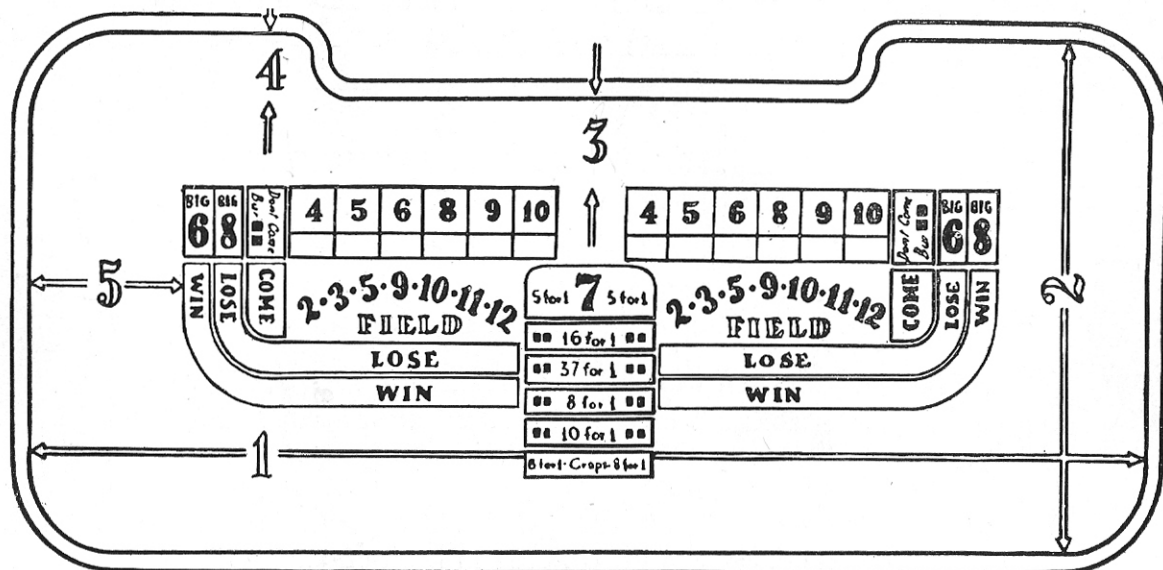 4
3
BIG 6 BIG 8 Dont Come Bar 4 5 6 8 9 10
4 5 6 8 9 10 Dont Come Bar BIG 6 BIG 8
5
WIN LOSE COME
2·3·5·9·10·11·12
FIELD
LOSE
WIN
5 for 1 7 5 for 1
16 for 1
37 for 1
8 for 1
10 for 1
8 for 1-Craps-8 for 1
2·3·5·9·10·11·12
FIELD
LOSE
WIN
COME LOSE WIN
2
1